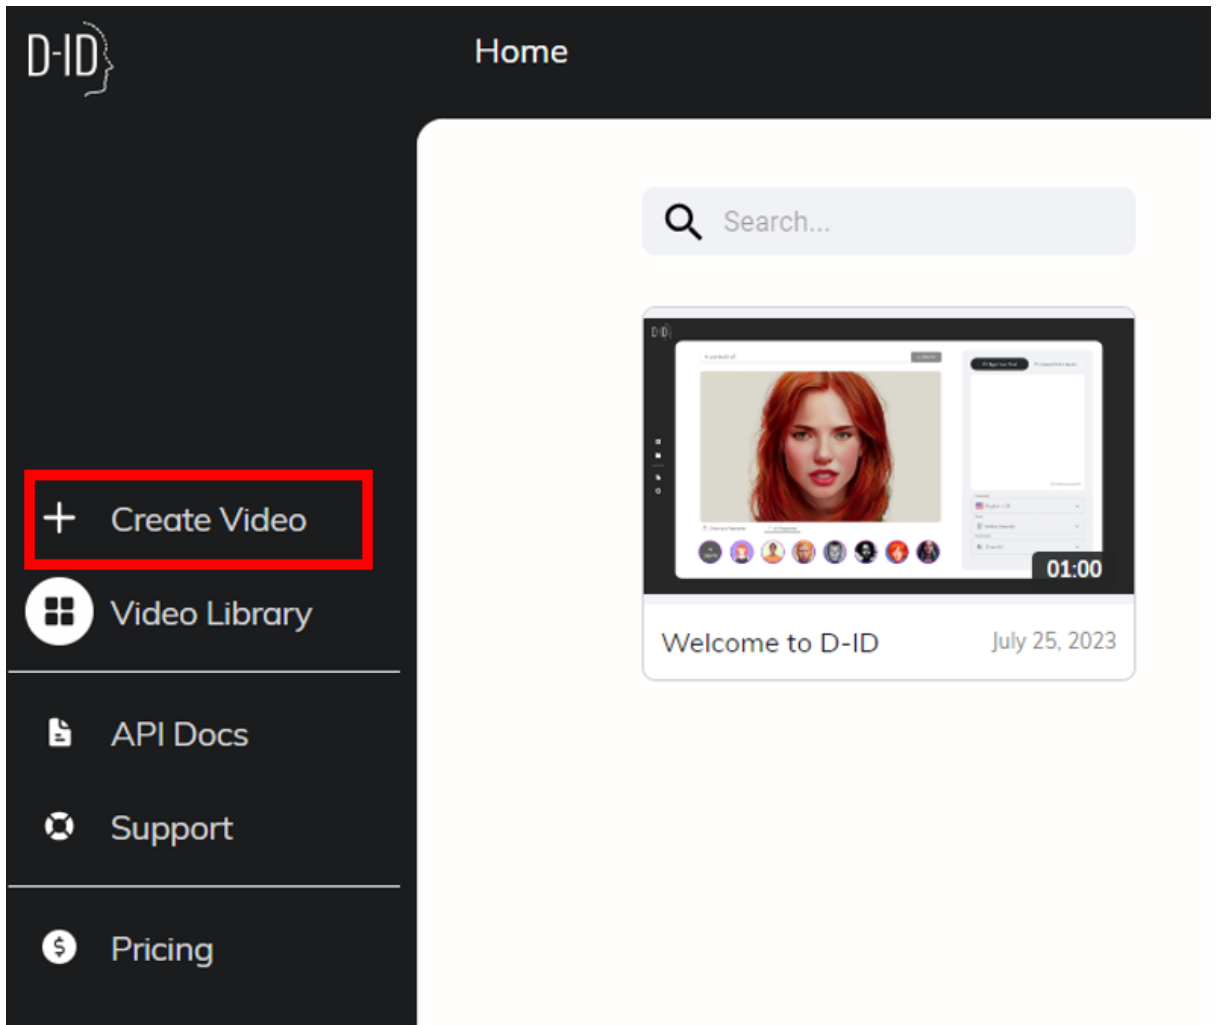 D-ID
Home
Search...
D-ID
01:00
Welcome to D-ID
July 25, 2023
Create Video
Video Library
API Docs
Support
Pricing